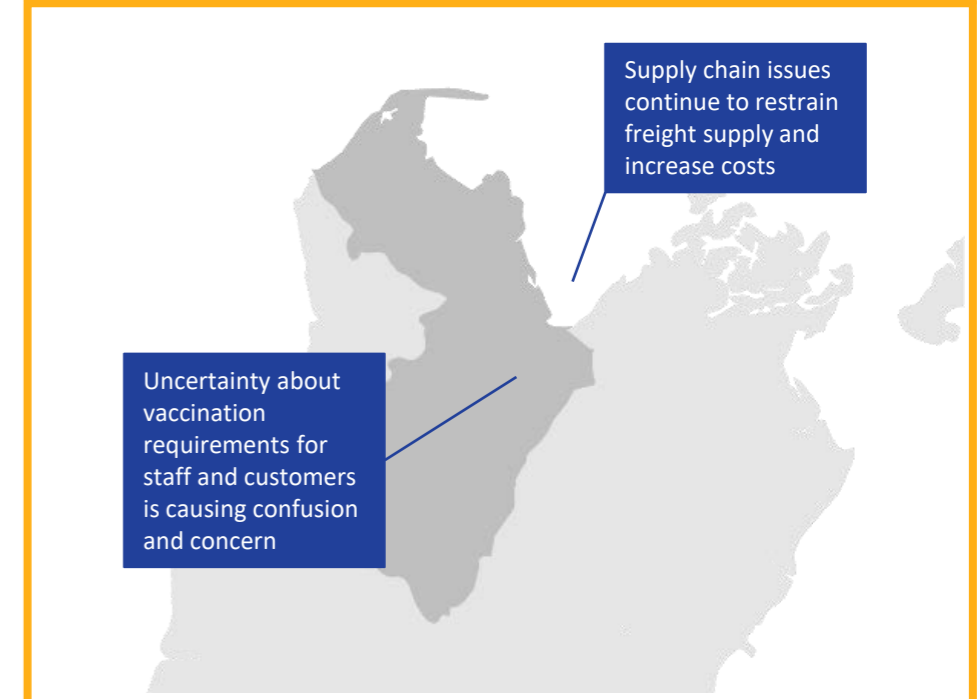 Supply chain issues
continue to restrain
freight supply and
increase costs
Uncertainty about
vaccination
requirements for
staff and customers
is causing confusion
and concern